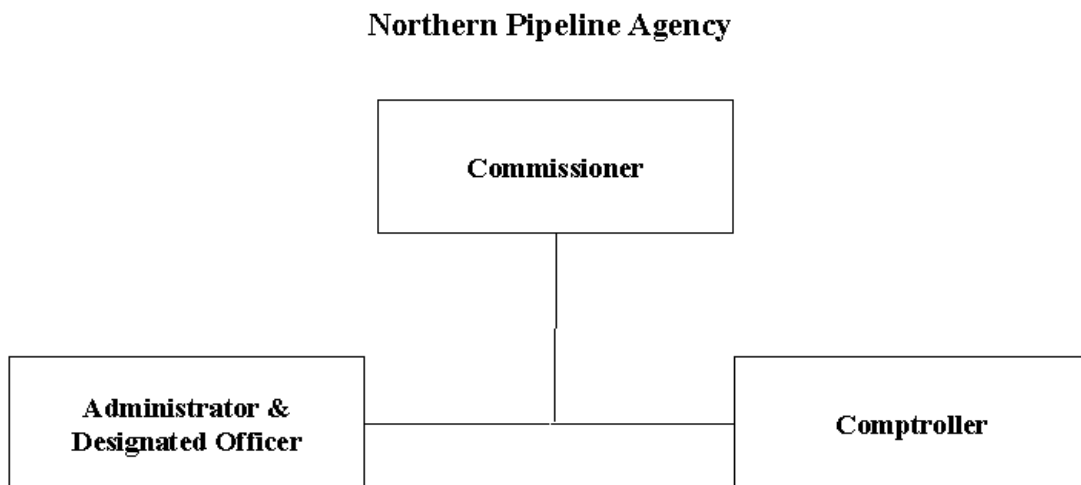 Northern Pipeline Agency
Commissioner
Administrator &
Designated Officer
Comptroller